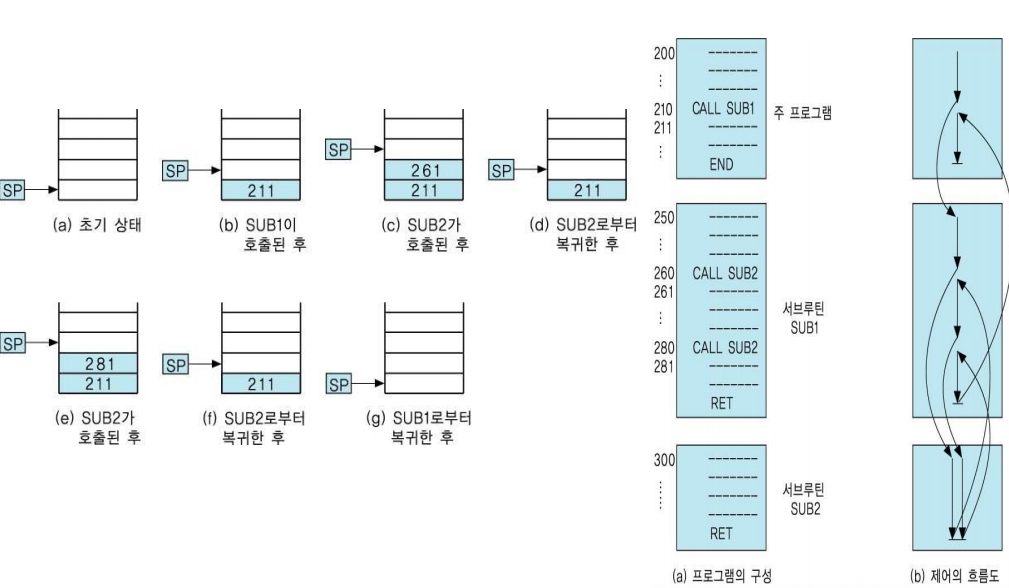 SP
(a) 초기 상태
SP
211
(b) SUB1이
호출된 후
SP
261
211
(c) SUB2가
호출된 후
SP
211
(d) SUB2로부터
복귀한 후
SP
281
211
(e) SUB2가
호출된 후
SP
211
(f) SUB2로부터
복귀한 후
SP
(g) SUB1로부터
복귀한 후
200
⋮
210 CALL SUB1
211
⋮
END
주 프로그램
250
⋮
260 CALL SUB2
261
⋮
280 CALL SUB2
281
RET
서브루틴
SUB1
300
⋮
RET
서브루틴
SUB2
(a) 프로그램의 구성
(b) 제어의 흐름도